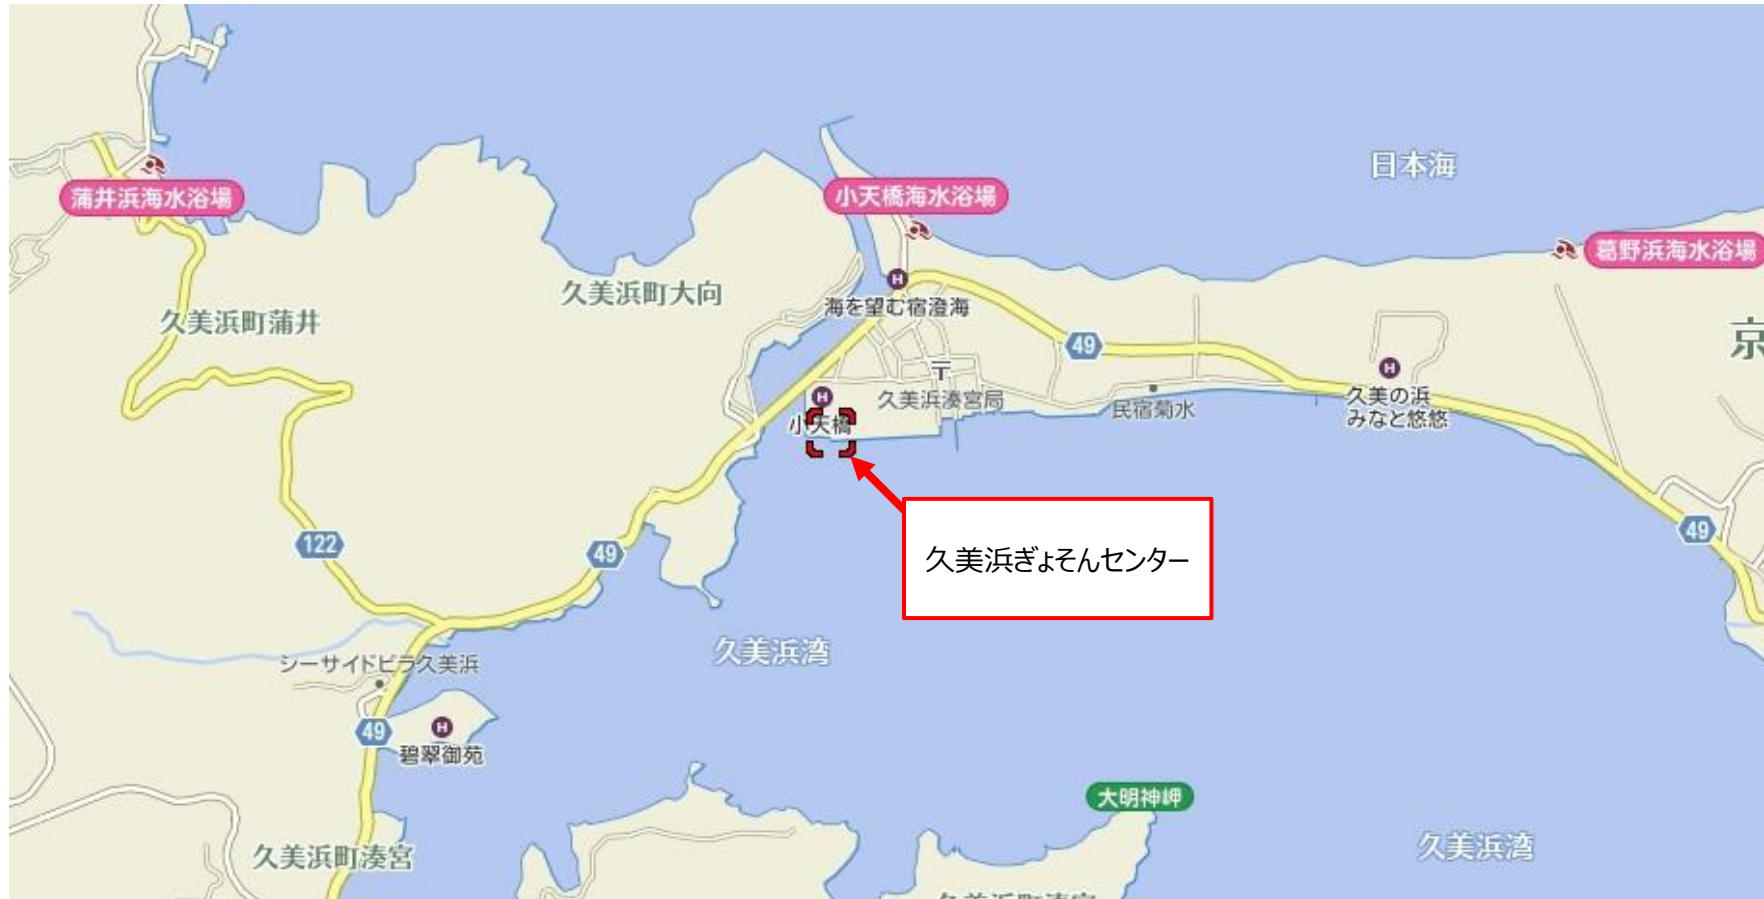 日本海
蒲井浜海水浴場
小天橋海水浴場
葛野浜海水浴場
久美浜町大向
海を望む宿澄海
久美浜町蒲井
京
49
〒
久美浜湊宮局
民宿菊水
久美の浜
みなと悠悠
H
H
H
小天橋
122
49
49
久美浜ぎょそんセンター
久美浜湾
シーサイドビラ久美浜
49
H
碧翠御苑
大明神岬
久美浜町湊宮
久美浜湾